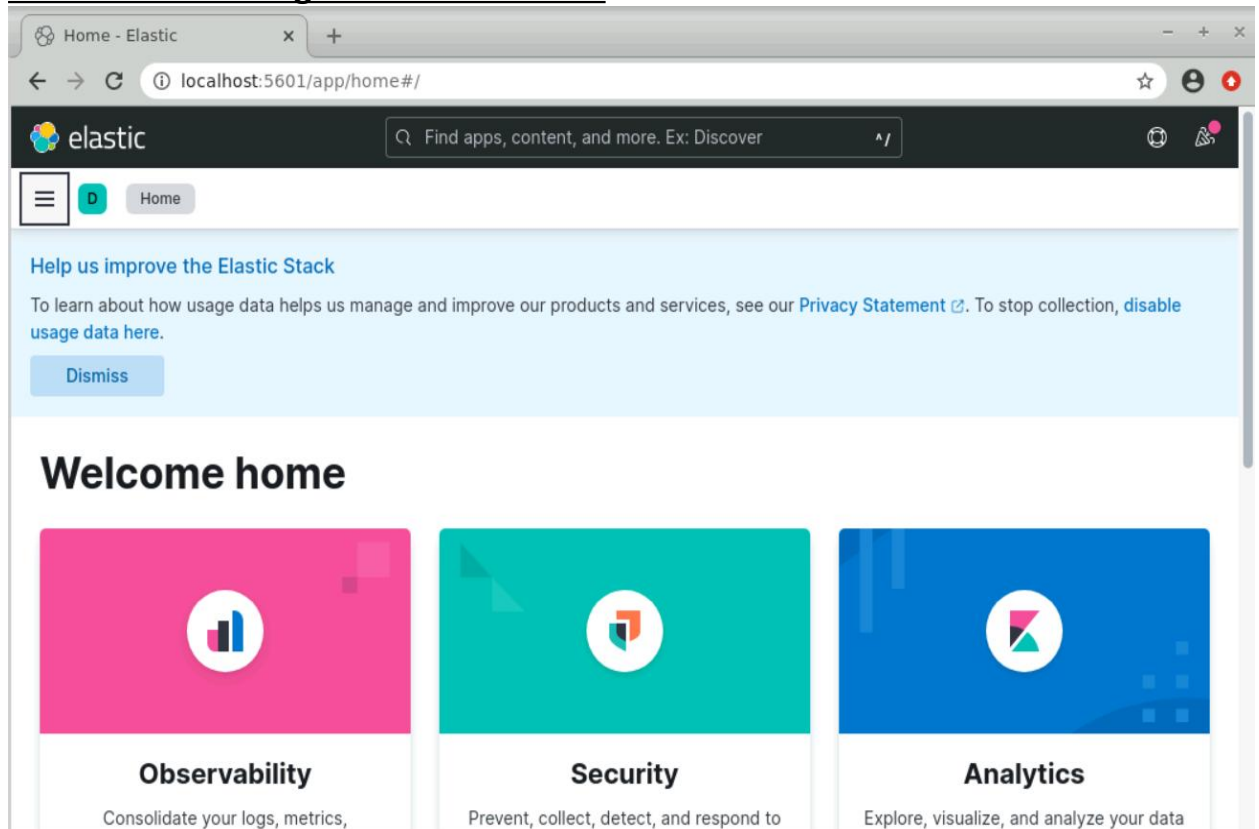 Home - Elastic
localhost:5601/app/home#/
elastic
Find apps, content, and more. Ex: Discover
^/
D
Home
Help us improve the Elastic Stack
To learn about how usage data helps us manage and improve our products and services, see our Privacy Statement. To stop collection, disable
usage data here.
Dismiss
Welcome home
Observability
Security
Analytics
Consolidate your logs, metrics,
Prevent, collect, detect, and respond to
Explore, visualize, and analyze your data